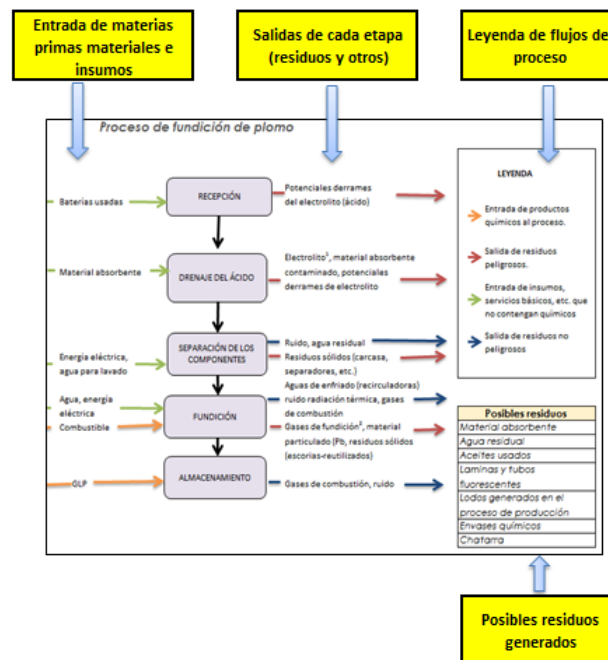 Entrada de materias
primas materiales e
insumos
Salidas de cada etapa
(residuos y otros)
Leyenda de flujos de
proceso
Proceso de fundición de plomo
Baterías usadas
RECEPCIÓN
Potenciales derrames
del electrolito (ácido)
Material absorbente
DRENAJE DEL ÁCIDO
Electrolito¹, material absorbente
contaminado, potenciales
derrames de electrolito
Energía eléctrica,
agua para lavado
SEPARACIÓN DE LOS
COMPONENTES
Ruido, agua residual
Residuos sólidos (carcasa,
separadores, etc.)
Agua, energía
eléctrica
Combustible
FUNDICIÓN
Aguas de enfriado (recirculadoras)
ruido radiación térmica, gases
de combustión
Gases de fundición², material
particulado (Pb, residuos sólidos
(escorias-reutilizados)
GLP
ALMACENAMIENTO
Gases de combustión, ruido
LEYENDA
Entrada de productos
químicos al proceso.
Salida de residuos
peligrosos.
Entrada de insumos,
servicios básicos, etc. que
no contengan químicos
Salida de residuos no
peligrosos
Posibles residuos
Material absorbente
Agua residual
Aceites usados
Laminas y tubos
fluorescentes
Lodos generados en el
proceso de producción
Envases químicos
Chatarra
Posibles residuos
generados